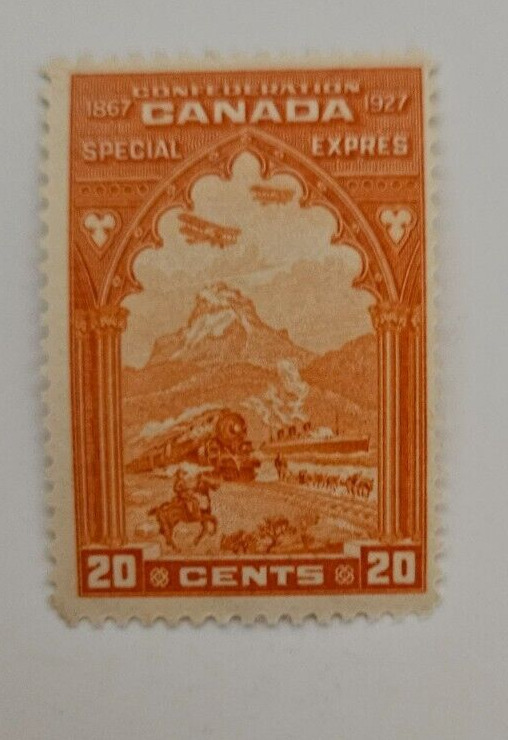 CONFEDERATION
1867 CANADA 1927
SPECIAL EXPRES
20 CENTS 20